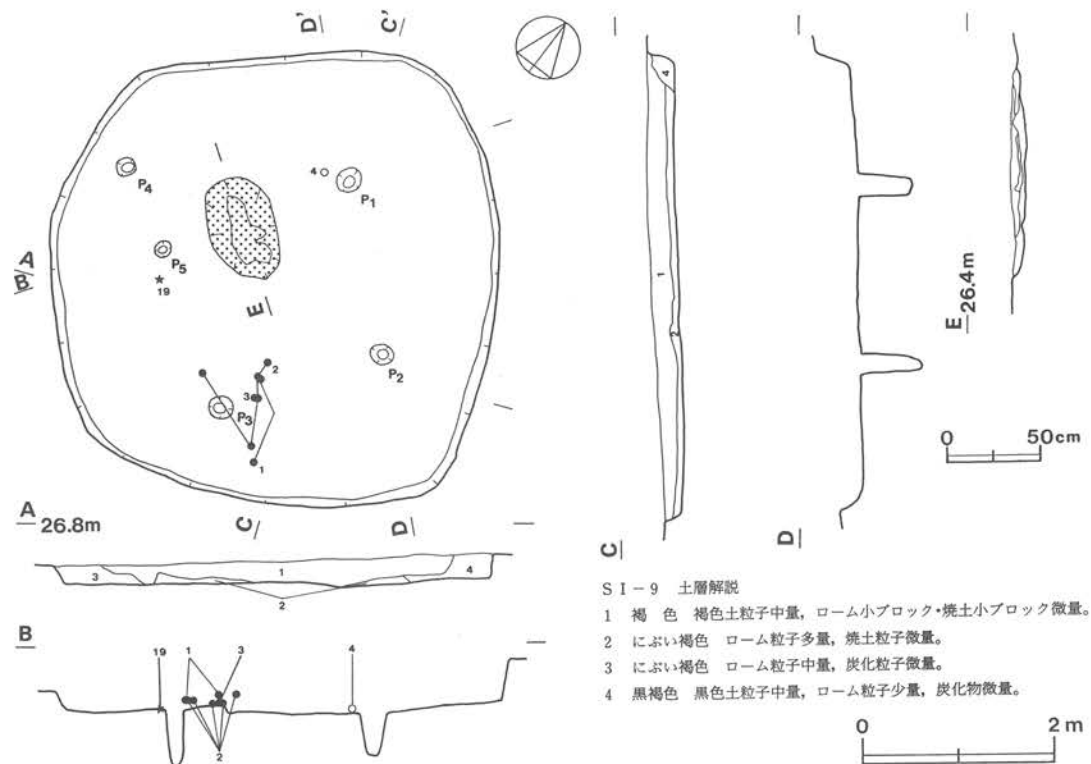 D' C'
4
P4
P1
P5
19
A
B
E
2
3
P2
P3
1
A
26.8m
C
D
3
1
4
2
B
19
1
3
4
2
4
1
2
C
D
E 26.4m
0 50cm
SI-9 土層解説
1 褐 色 褐色土粒子中量,ローム小ブロック・焼土小ブロック微量。
2 にぶい褐色 ローム粒子多量,焼土粒子微量。
3 にぶい褐色 ローム粒子中量,炭化粒子微量。
4 黒褐色 黒色土粒子中量,ローム粒子少量,炭化物微量。
0 2m